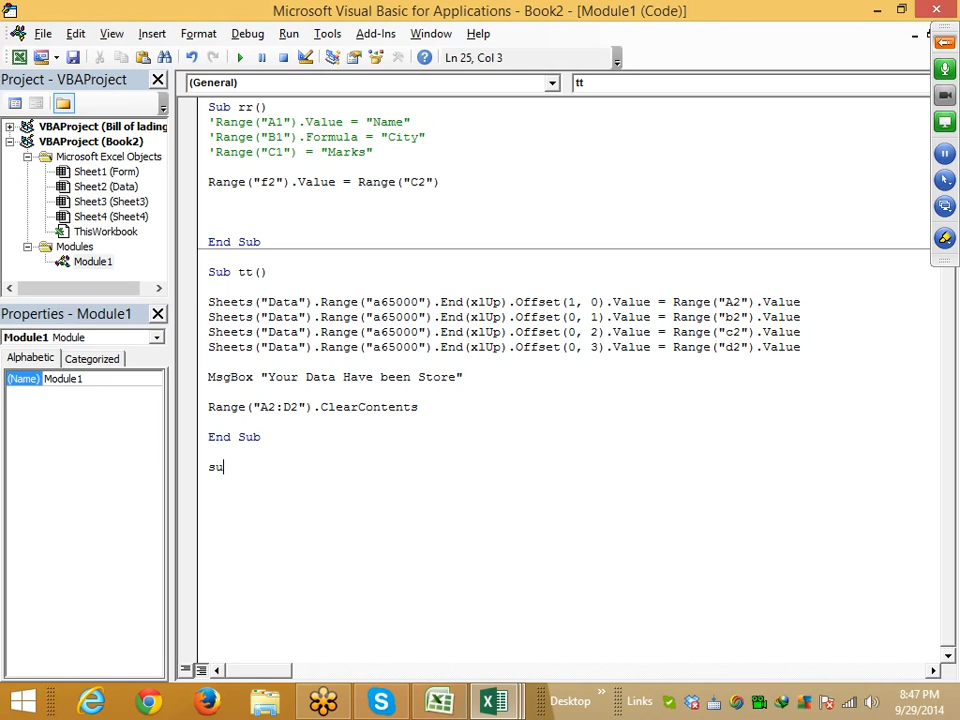 Microsoft Visual Basic for Applications - Book2 - [Module1 (Code)]
File Edit View Insert Format Debug Run Tools Add-Ins Window Help
Ln 25, Col 3
Project - VBAProject
(General)
tt
VBAProject (Bill of lading
VBAProject (Book2)
Microsoft Excel Objects
Sheet1 (Form)
Sheet2 (Data)
Sheet3 (Sheet3)
Sheet4 (Sheet4)
ThisWorkbook
Modules
Module1
Properties - Module1
Module1 Module
Alphabetic Categorized
(Name) Module1
Sub rr()
'Range("A1").Value = "Name"
'Range("B1").Formula = "City"
'Range("C1") = "Marks"
Range("f2").Value = Range("C2")
End Sub
Sub tt()
Sheets("Data").Range("a65000").End(xlUp).Offset(1, 0).Value = Range("A2").Value
Sheets("Data").Range("a65000").End(xlUp).Offset(0, 1).Value = Range("b2").Value
Sheets("Data").Range("a65000").End(xlUp).Offset(0, 2).Value = Range("c2").Value
Sheets("Data").Range("a65000").End(xlUp).Offset(0, 3).Value = Range("d2").Value
MsgBox "Your Data Have been Store"
Range("A2:D2").ClearContents
End Sub
su
Desktop
Links
8:47 PM
9/29/2014